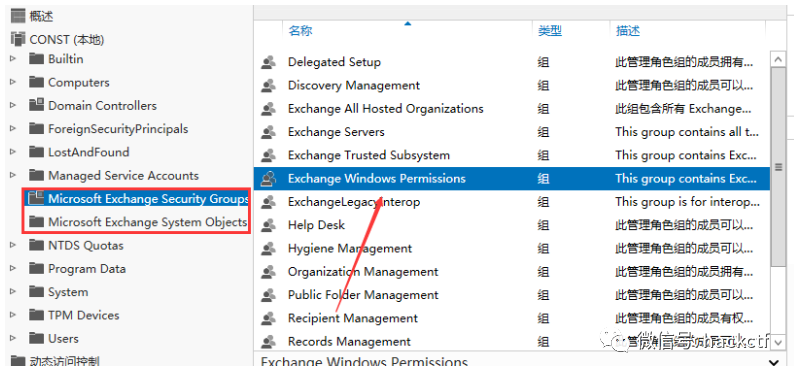 概述
CONST (本地)
Builtin
Computers
Domain Controllers
ForeignSecurityPrincipals
LostAndFound
Managed Service Accounts
Microsoft Exchange Security Groups
Microsoft Exchange System Objects
NTDS Quotas
Program Data
System
TPM Devices
Users
动态访问控制
名称 类型 描述
Delegated Setup 组 此管理角色组的成员拥有...
Discovery Management 组 此管理角色组的成员可以...
Exchange All Hosted Organizations 组 此组包含所有 Exchange...
Exchange Servers 组 This group contains all t...
Exchange Trusted Subsystem 组 This group contains Exc...
Exchange Windows Permissions 组 This group contains Exc...
ExchangeLegacyInterop 组 This group is for interop...
Help Desk 组 此管理角色组的成员可以...
Hygiene Management 组 此管理角色组的成员可以...
Organization Management 组 此管理角色组的成员拥有...
Public Folder Management 组 此管理角色组的成员可以...
Recipient Management 组 此管理角色组的成员有权...
Records Management 组 此管理角色组的成员可以...
微信号: hackctf
Exchange Windows Permissions